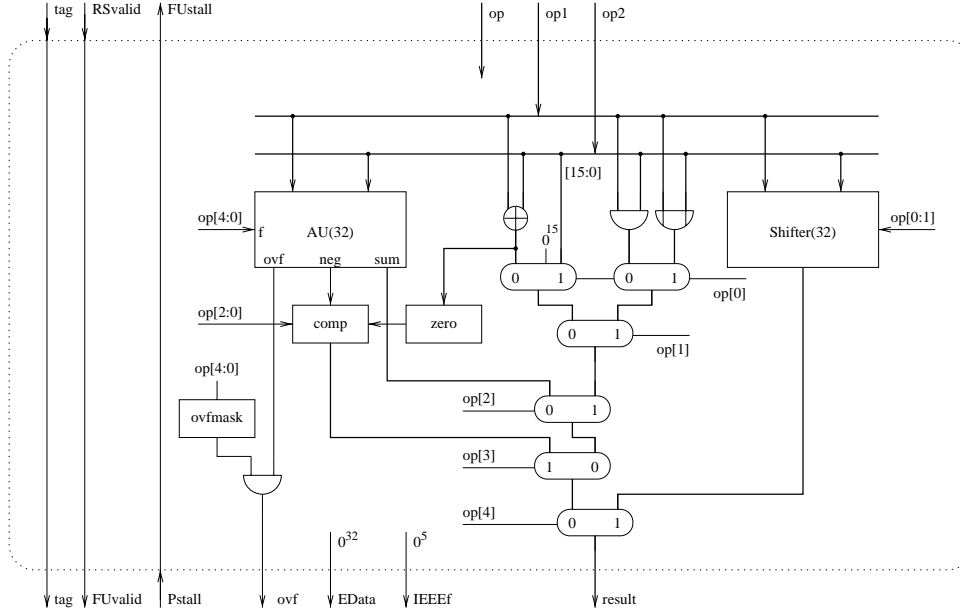 tag RSvalid FUstall op op1 op2
[15:0]
op[4:0] f AU(32) 0 15 Shifter(32) op[0:1]
ovf neg sum 0 1 0 1
op[0]
op[2:0] comp zero 0 1
op[1]
op[4:0]
ovfmask op[2] 0 1
op[3] 1 0
op[4] 0 1
0 32 0 5
tag FUvalid Pstall ovf EData IEEEf result